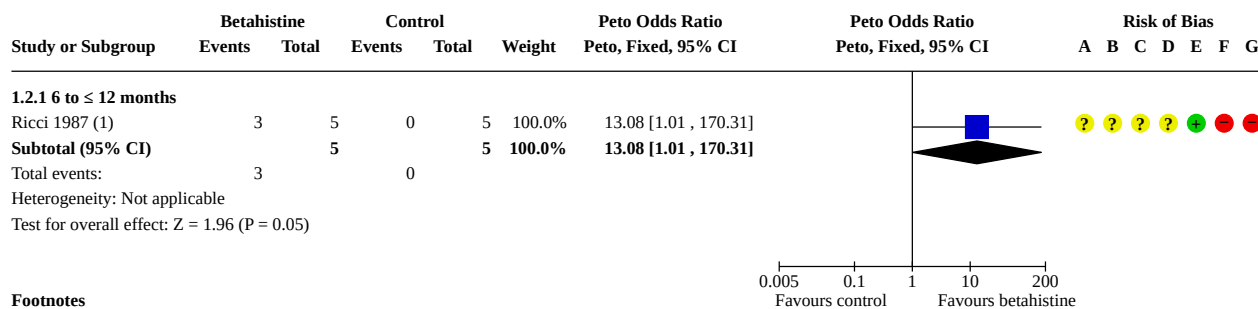 Betahistine Control Peto Odds Ratio Peto Odds Ratio Risk of Bias
Study or Subgroup Events Total Events Total Weight Peto, Fixed, 95% CI Peto, Fixed, 95% CI A B C D E F G
1.2.1 6 to ≤ 12 months
Ricci 1987 (1) 3 5 0 5 100.0% 13.08 [1.01 , 170.31] ? ? ? ? + − −
Subtotal (95% CI) 5 5 100.0% 13.08 [1.01 , 170.31]
Total events: 3 0
Heterogeneity: Not applicable
Test for overall effect: Z = 1.96 (P = 0.05)
0.005 0.1 1 10 200
Favours control Favours betahistine
Footnotes